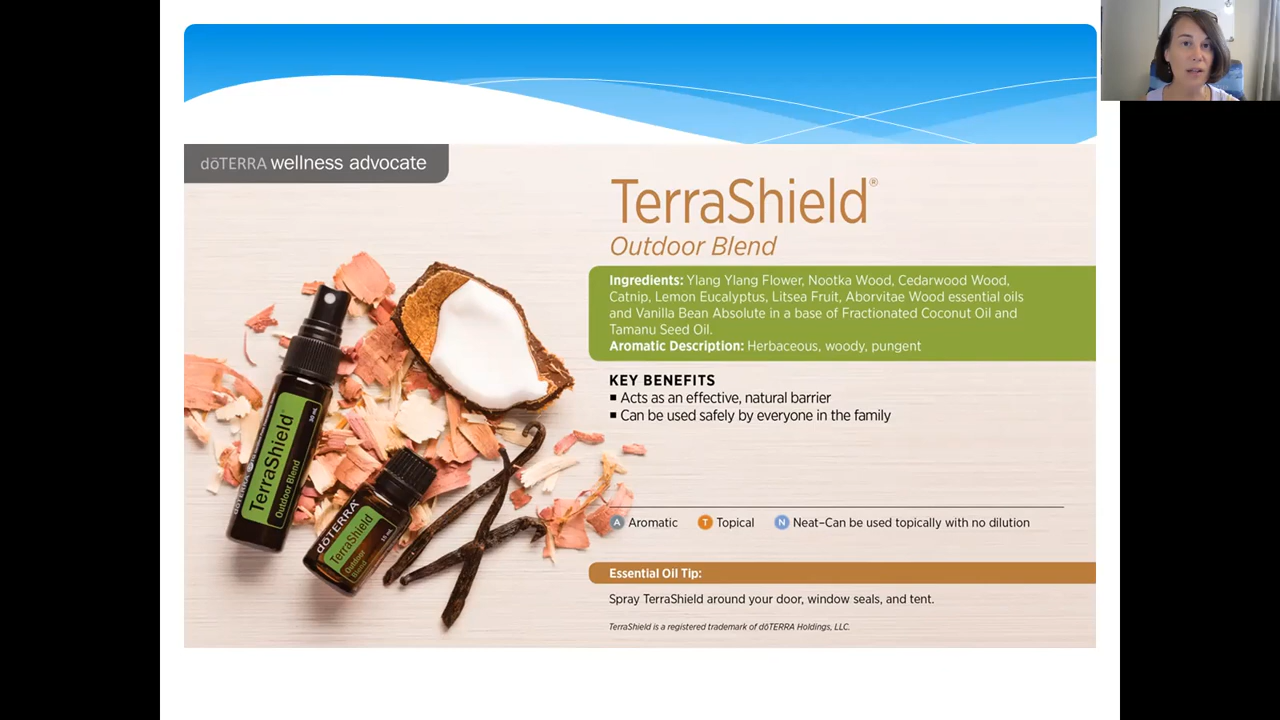 dōTERRA wellness advocate
TerraShield®
Outdoor Blend
Ingredients: Ylang Ylang Flower, Nootka Wood, Cedarwood Wood,
Catnip, Lemon Eucalyptus, Litsea Fruit, Aborvitae Wood essential oils
and Vanilla Bean Absolute in a base of Fractionated Coconut Oil and
Tamanu Seed Oil.
Aromatic Description: Herbaceous, woody, pungent
KEY BENEFITS
▪ Acts as an effective, natural barrier
▪ Can be used safely by everyone in the family
A Aromatic T Topical N Neat–Can be used topically with no dilution
Essential Oil Tip:
Spray TerraShield around your door, window seals, and tent.
TerraShield is a registered trademark of dōTERRA Holdings, LLC.
dōTERRA
TerraShield
Outdoor Blend
30 mL
dōTERRA
TerraShield
Outdoor
Blend
15 mL